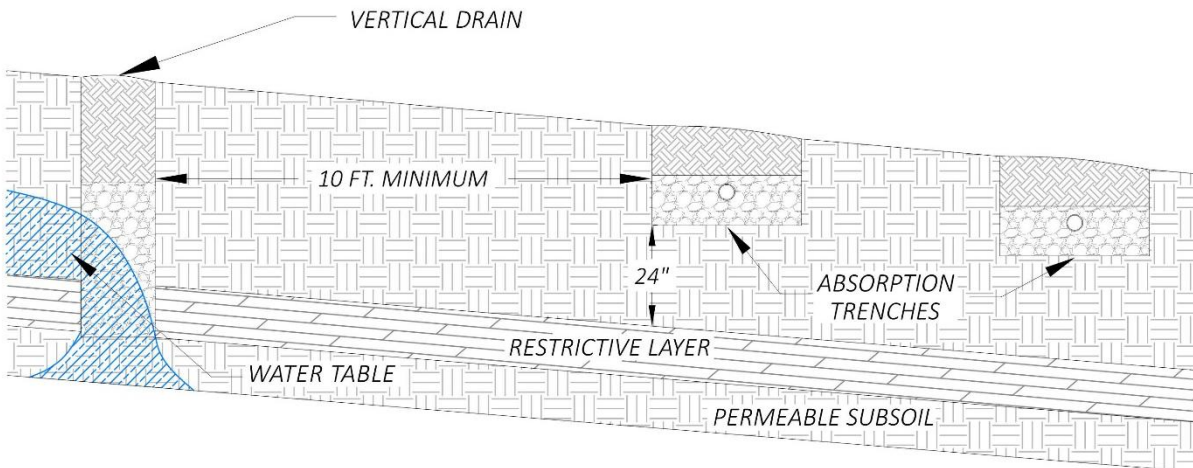 VERTICAL DRAIN
10 FT. MINIMUM
24"
ABSORPTION
TRENCHES
RESTRICTIVE LAYER
WATER TABLE
PERMEABLE SUBSOIL